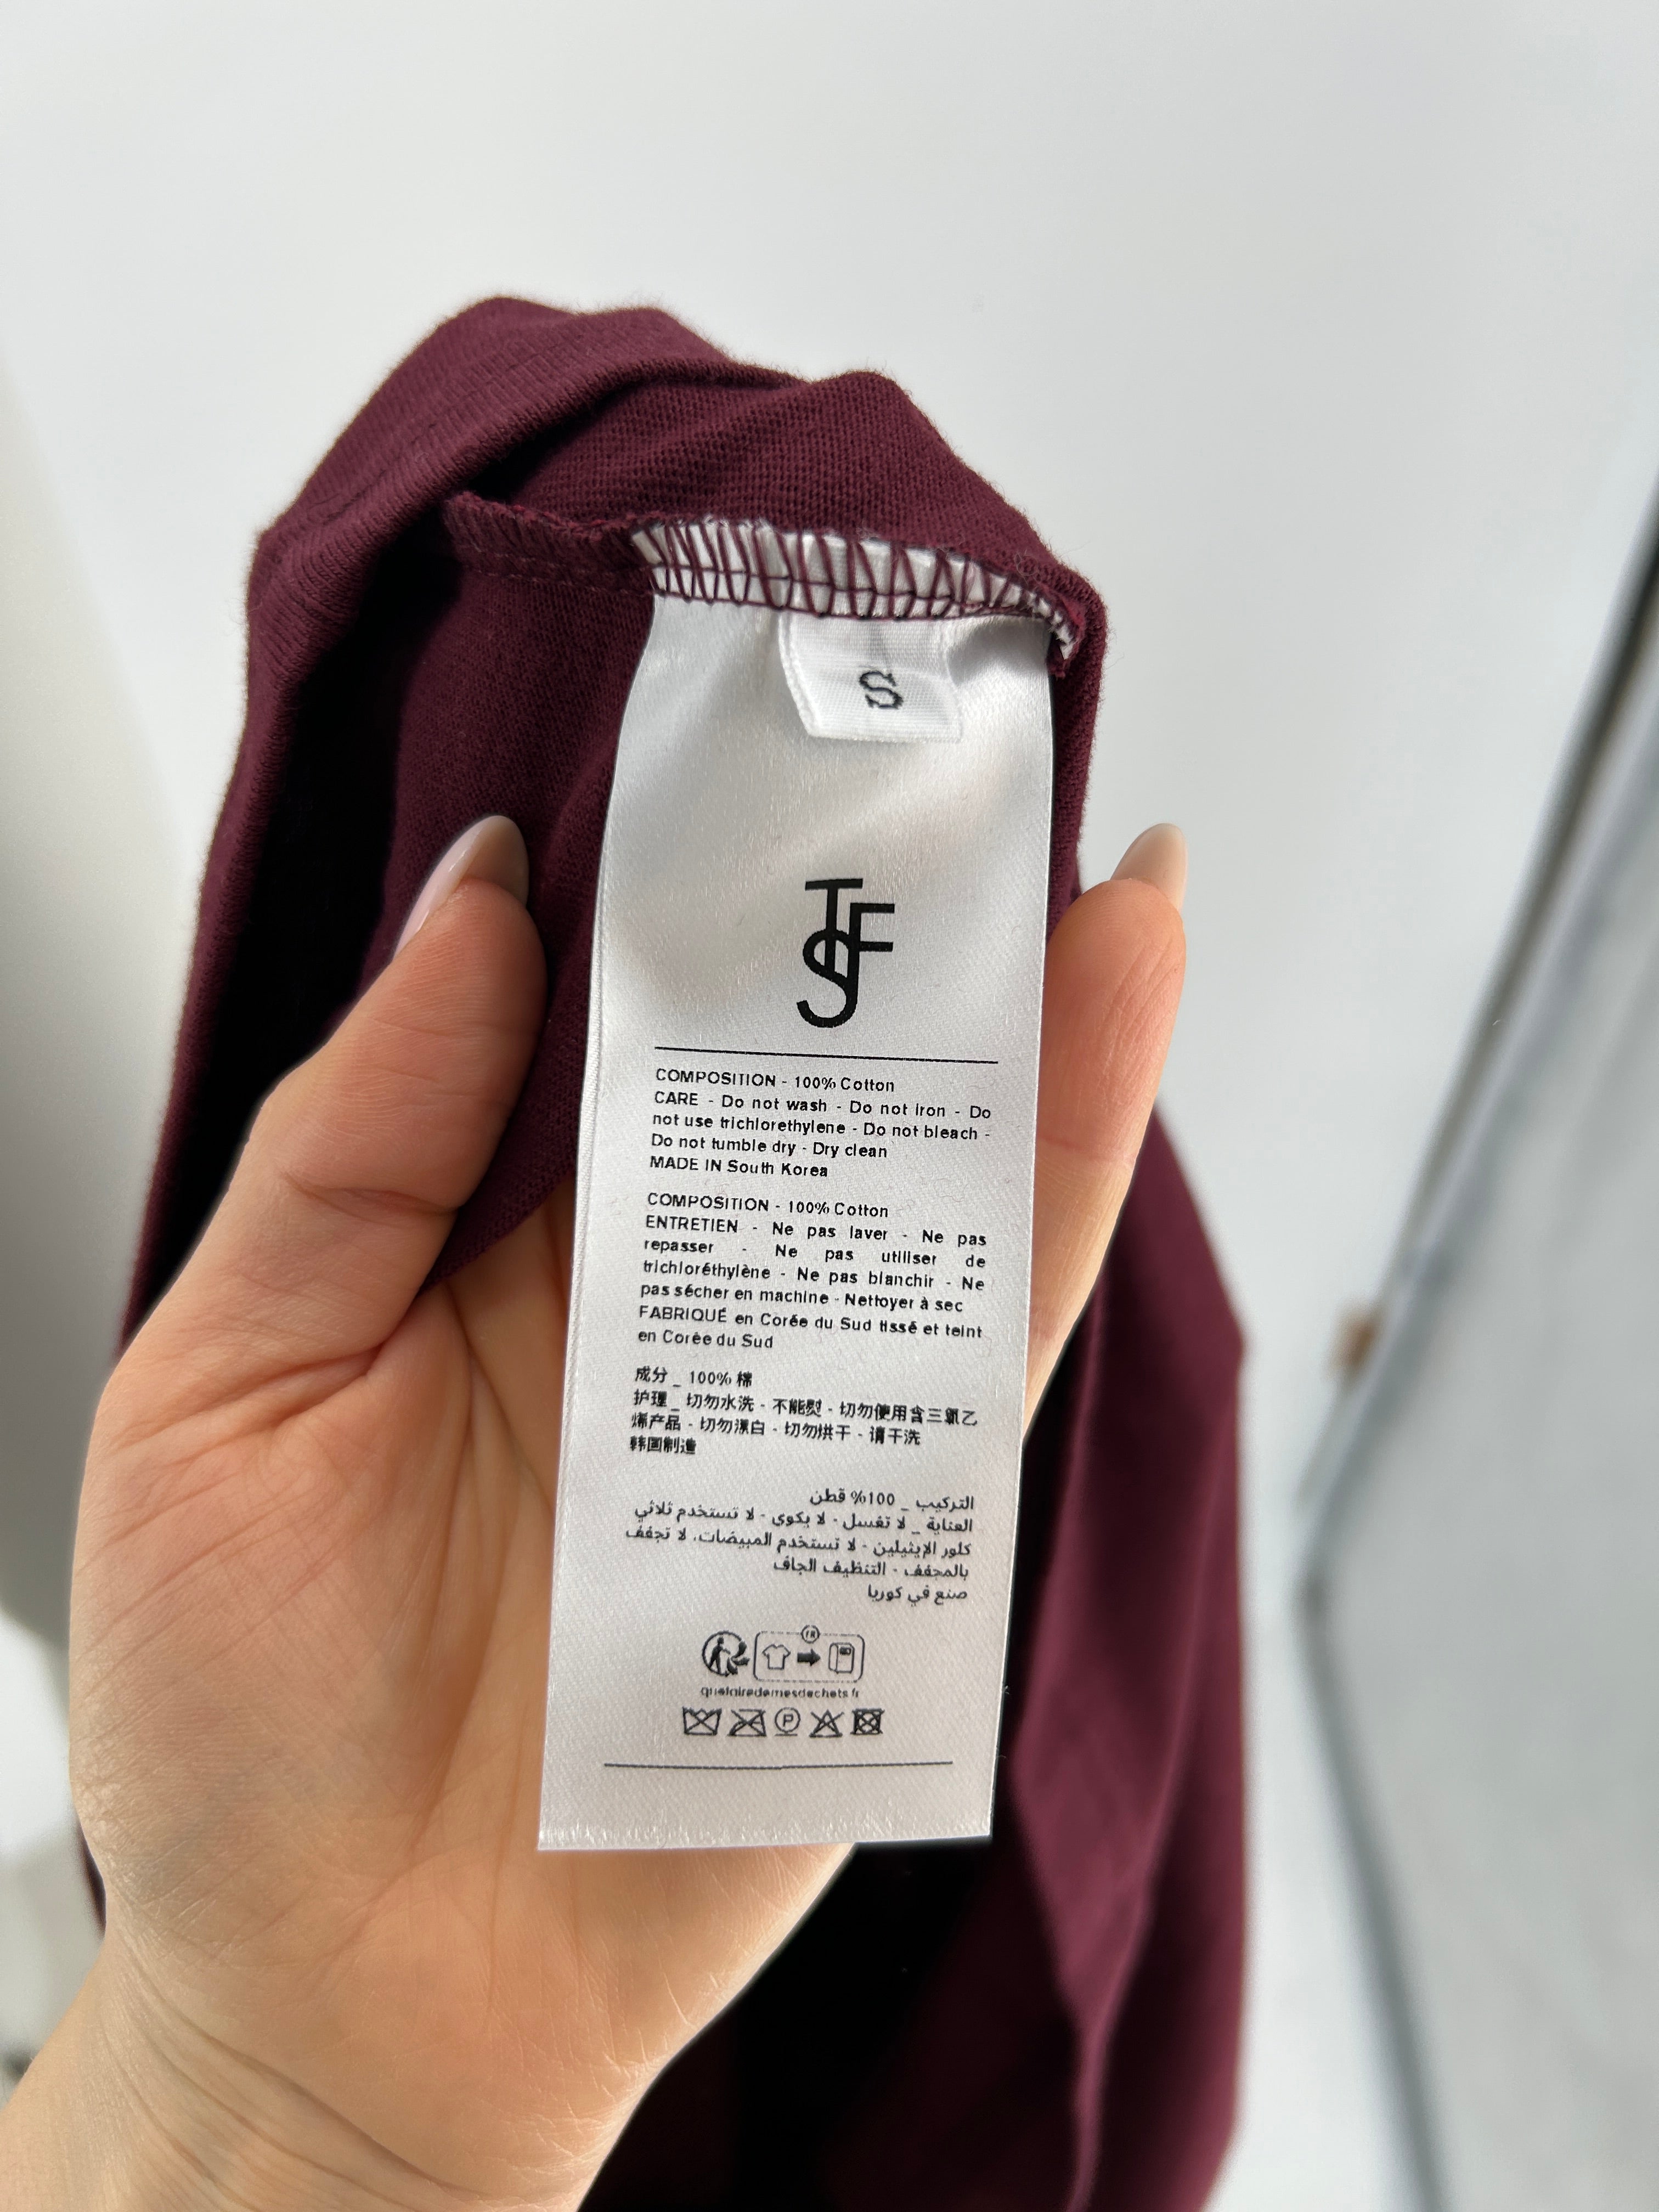 S
TFSJ
COMPOSITION - 100% Cotton
CARE - Do not wash - Do not iron - Do
not use trichlorethylene - Do not bleach -
Do not tumble dry - Dry clean
MADE IN South Korea
COMPOSITION - 100% Cotton
ENTRETIEN - Ne pas laver - Ne pas
repasser - Ne pas utiliser de
trichloréthylène - Ne pas blanchir - Ne
pas sécher en machine - Nettoyer à sec
FABRIQUÉ en Corée du Sud tissé et teint
en Corée du Sud
成分 _ 100% 棉
护理 _ 切勿水洗 - 不能熨 - 切勿使用含三氯乙
烯产品 - 切勿漂白 - 切勿烘干 - 请干洗
韩国制造
التركيب _ 100% قطن
العناية _ لا تغسل - لا يكوى - لا تستخدم ثلاثي
كلور الإيثيلين - لا تستخدم المبيضات. لا تجفف
بالمجفف - التنظيف الجاف
صنع في كوريا
FR
quefairedemesdechets.fr
P